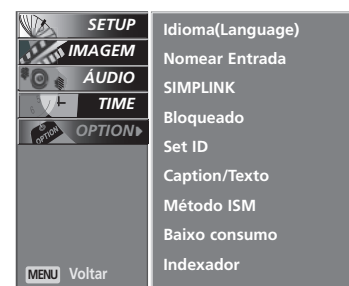 SETUP
IMAGEM
ÁUDIO
TIME
OPTION
OPTION
MENU Voltar
Idioma(Language)
Nomear Entrada
SIMPLINK
Bloqueado
Set ID
Caption/Texto
Método ISM
Baixo consumo
Indexador